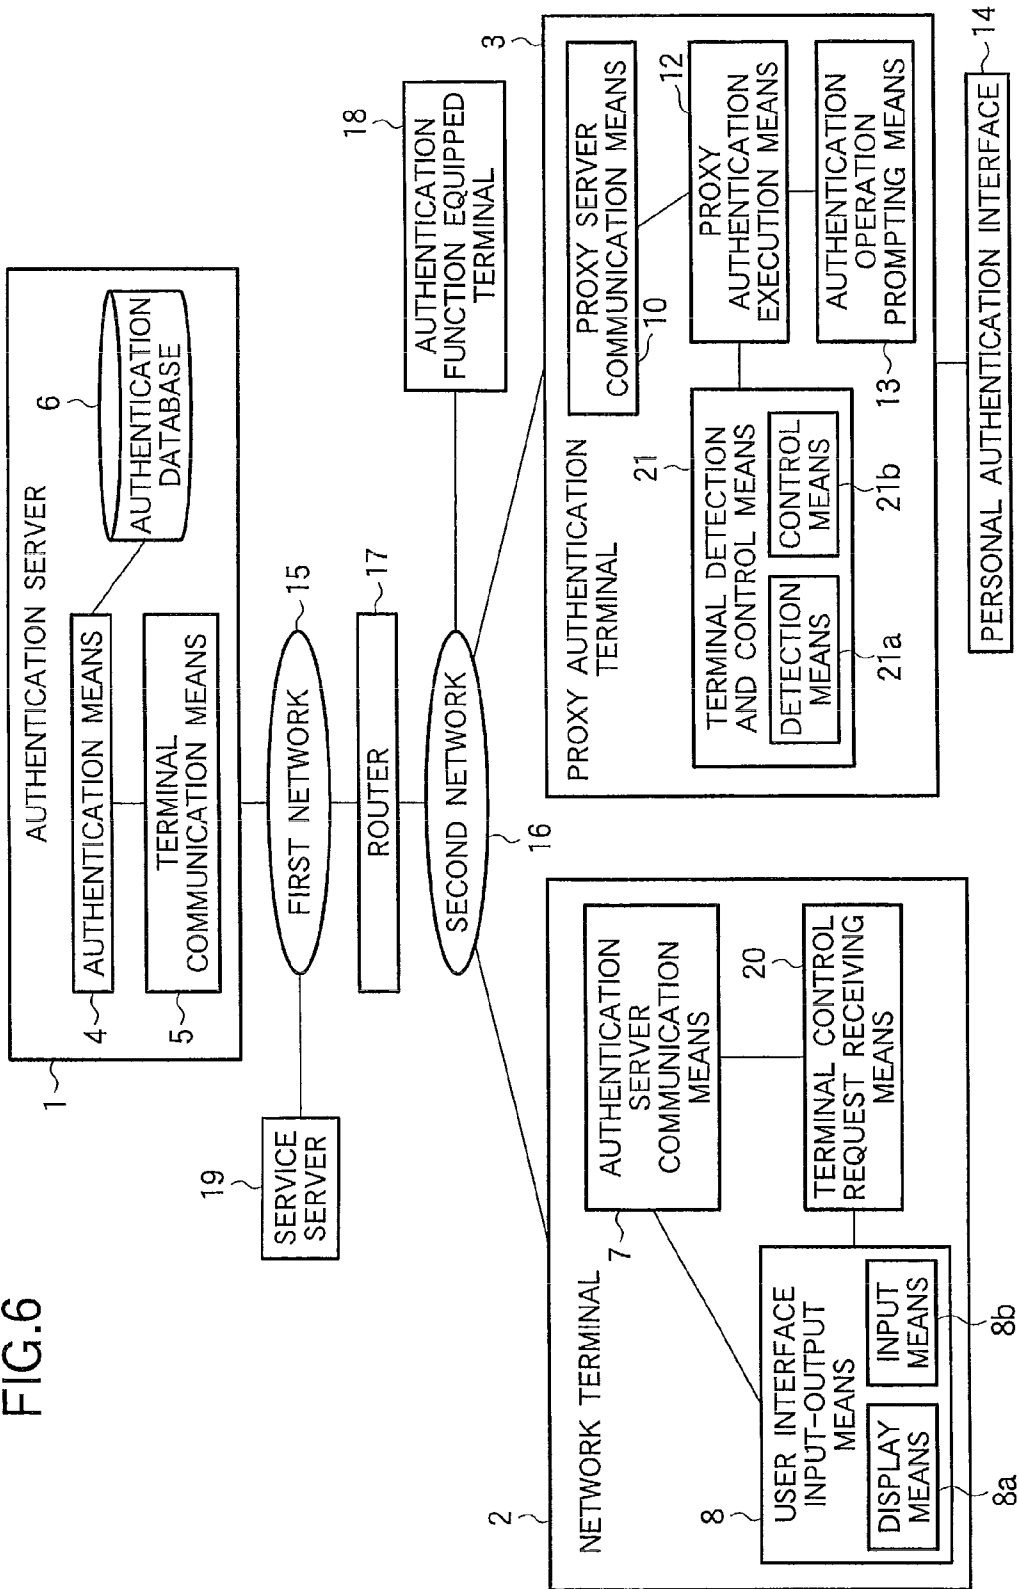 FIG.6
1
AUTHENTICATION SERVER
4
AUTHENTICATION MEANS
6
AUTHENTICATION
DATABASE
5
TERMINAL
COMMUNICATION MEANS
19
SERVICE
SERVER
FIRST NETWORK
15
ROUTER
17
SECOND NETWORK
16
18
AUTHENTICATION
FUNCTION EQUIPPED
TERMINAL
2
NETWORK TERMINAL
7
AUTHENTICATION
SERVER
COMMUNICATION
MEANS
8
USER INTERFACE
INPUT-OUTPUT
MEANS
DISPLAY
MEANS
8a
INPUT
MEANS
8b
20
TERMINAL CONTROL
REQUEST RECEIVING
MEANS
3
PROXY AUTHENTICATION
TERMINAL
PROXY SERVER
COMMUNICATION MEANS
10
21
TERMINAL DETECTION
AND CONTROL MEANS
DETECTION
MEANS
21a
CONTROL
MEANS
21b
12
PROXY
AUTHENTICATION
EXECUTION MEANS
13
AUTHENTICATION
OPERATION
PROMPTING MEANS
PERSONAL AUTHENTICATION INTERFACE
14